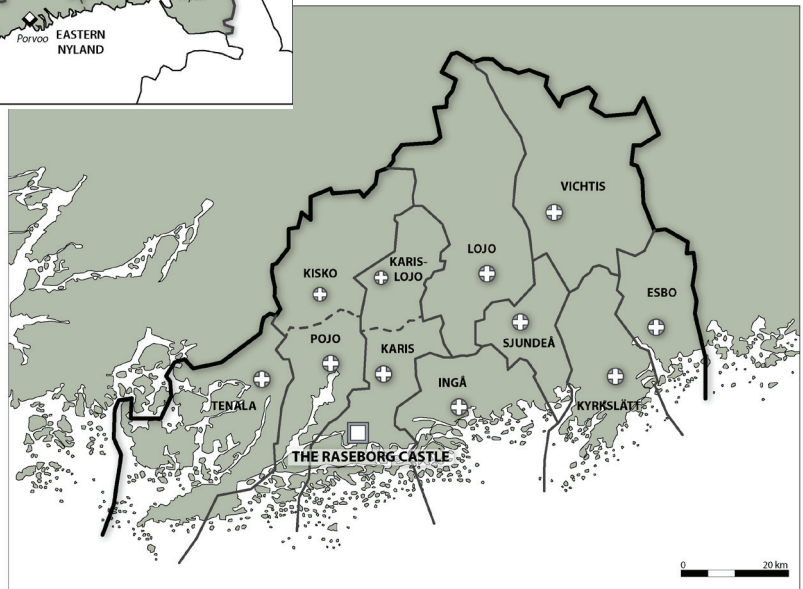 Porvoo
EASTERN
NYLAND
VICHTIS
LOJO
KARIS-
LOJO
KISKO
ESBO
POJO
KARIS
SJUNDEÅ
INGÅ
TENALA
KYRKSLÄTT
THE RASEBORG CASTLE
0
20 km